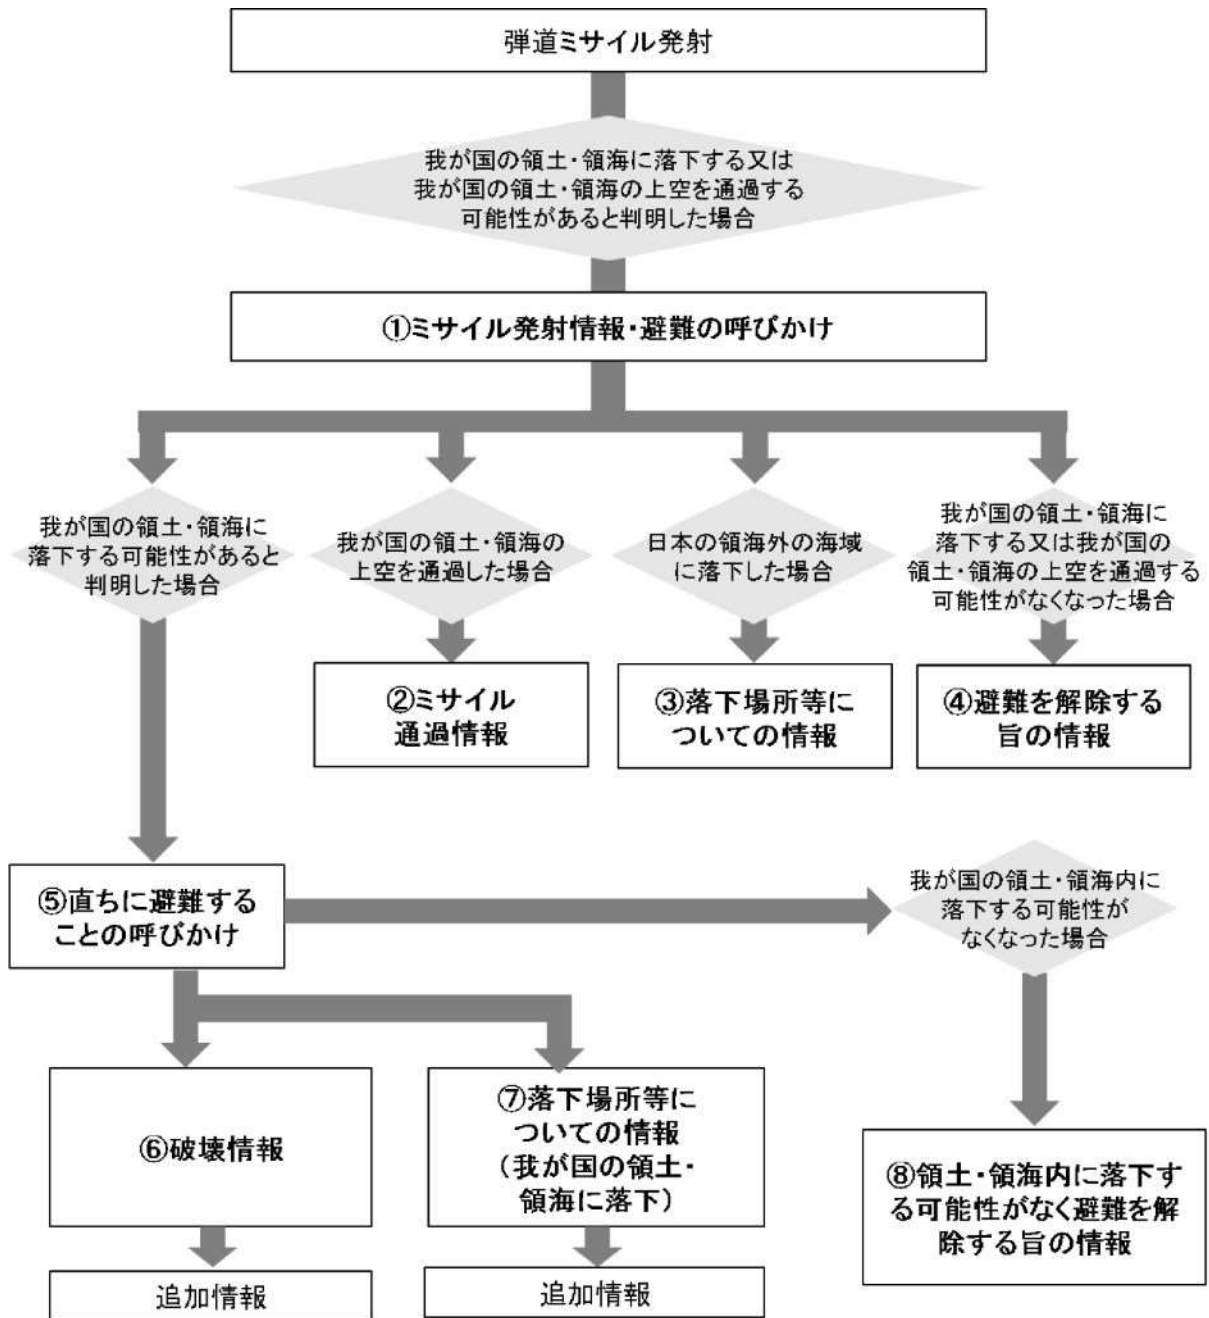 弾道ミサイル発射
我が国の領土・領海に落下する又は
我が国の領土・領海の上空を通過する
可能性があると判明した場合
①ミサイル発射情報・避難の呼びかけ
我が国の領土・領海に
落下する可能性があると
判明した場合
我が国の領土・領海の
上空を通過した場合
日本の領海外の海域
に落下した場合
我が国の領土・領海に
落下する又は我が国の
領土・領海の上空を通過する
可能性がなくなった場合
②ミサイル
通過情報
③落下場所等に
ついての情報
④避難を解除する
旨の情報
⑤直ちに避難する
ことの呼びかけ
我が国の領土・領海内に
落下する可能性が
なくなった場合
⑥破壊情報
⑦落下場所等に
ついての情報
（我が国の領土・
領海に落下）
⑧領土・領海内に落下す
る可能性がなく避難を解
除する旨の情報
追加情報
追加情報